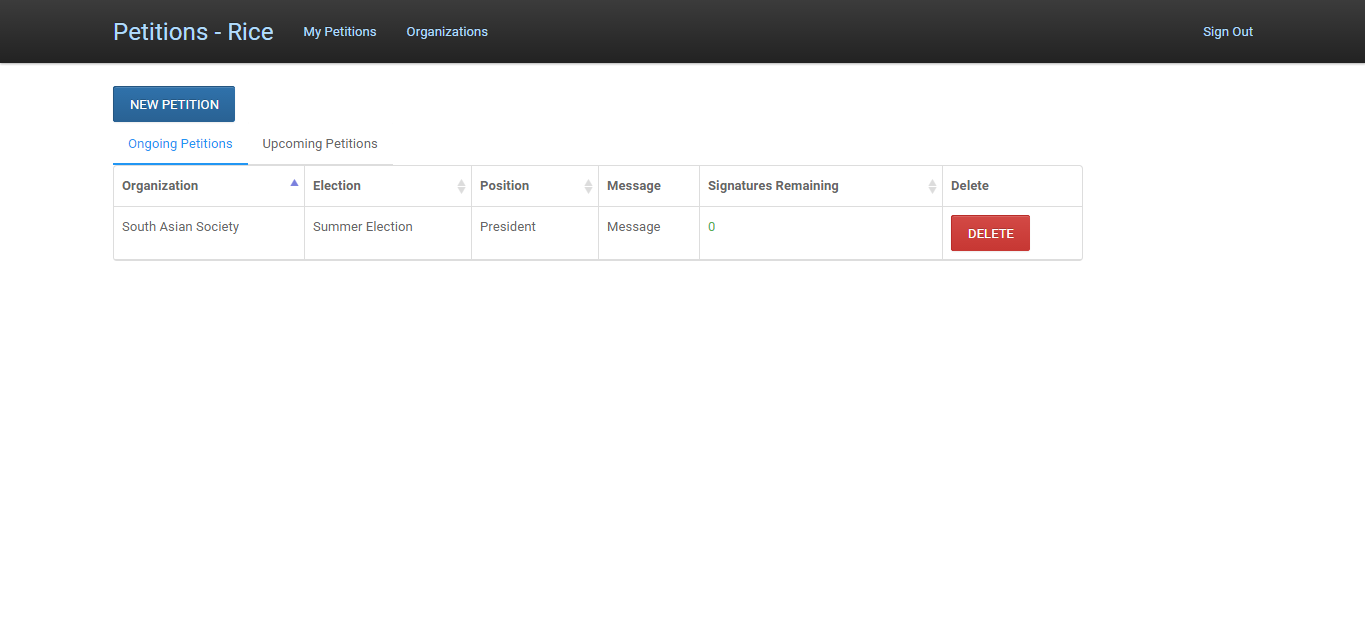 Petitions - Rice My Petitions Organizations Sign Out
NEW PETITION
Ongoing Petitions Upcoming Petitions
Organization Election Position Message Signatures Remaining Delete
South Asian Society Summer Election President Message 0 DELETE